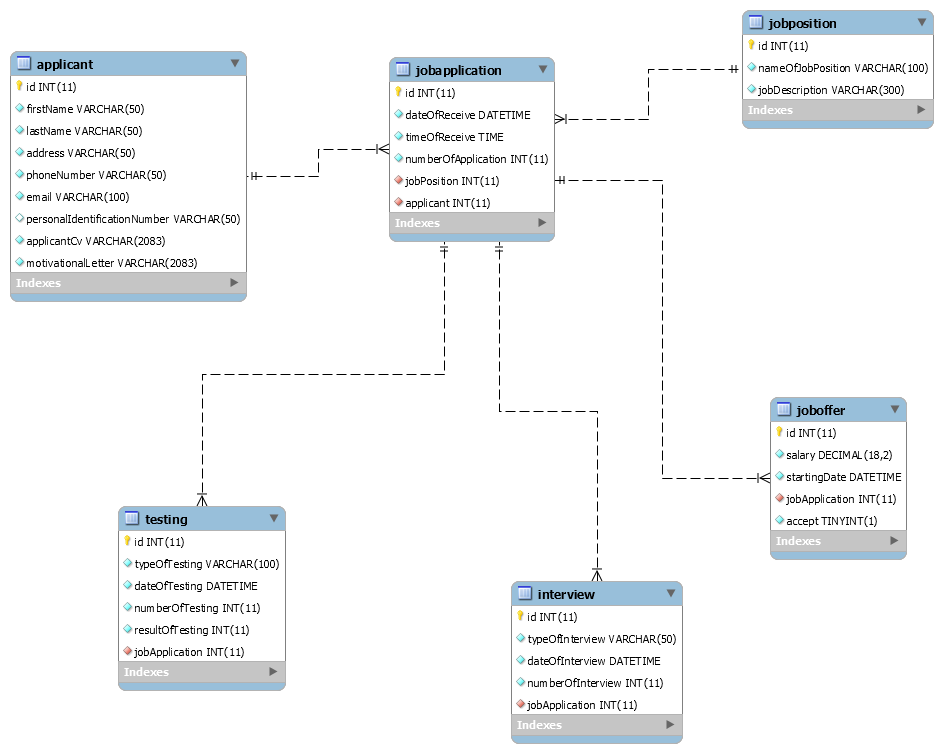 applicant
id INT(11)
firstName VARCHAR(50)
lastName VARCHAR(50)
address VARCHAR(50)
phoneNumber VARCHAR(50)
email VARCHAR(100)
personalIdentificationNumber VARCHAR(50)
applicantCv VARCHAR(2083)
motivationalLetter VARCHAR(2083)
Indexes
jobapplication
id INT(11)
dateOfReceive DATETIME
timeOfReceive TIME
numberOfApplication INT(11)
jobPosition INT(11)
applicant INT(11)
Indexes
jobposition
id INT(11)
nameOfJobPosition VARCHAR(100)
jobDescription VARCHAR(300)
Indexes
joboffer
id INT(11)
salary DECIMAL(18,2)
startingDate DATETIME
jobApplication INT(11)
accept TINYINT(1)
Indexes
testing
id INT(11)
typeOfTesting VARCHAR(100)
dateOfTesting DATETIME
numberOfTesting INT(11)
resultOfTesting INT(11)
jobApplication INT(11)
Indexes
interview
id INT(11)
typeOfInterview VARCHAR(50)
dateOfInterview DATETIME
numberOfInterview INT(11)
jobApplication INT(11)
Indexes